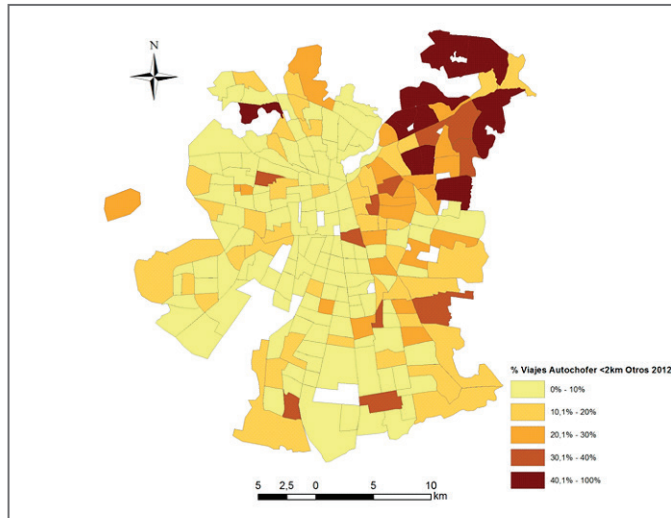 N
% Viajes Autochofer <2km Otros 2012
0% - 10%
10,1% - 20%
20,1% - 30%
30,1% - 40%
40,1% - 100%
5 2,5 0 5 10
km